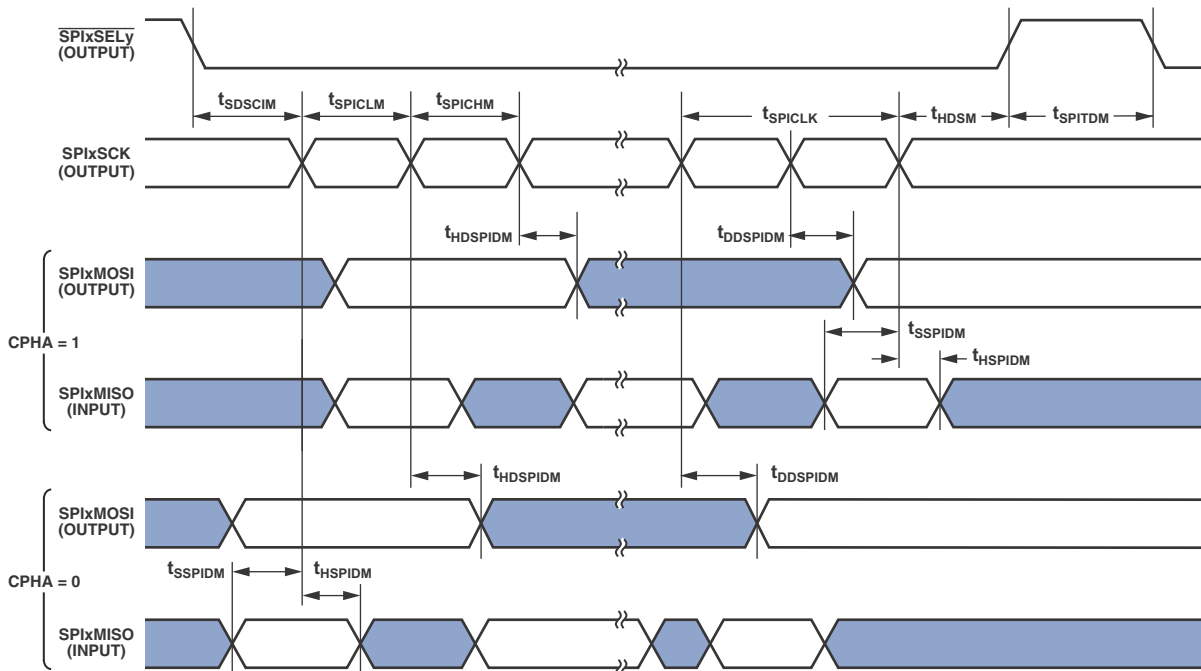 SPIxSELy
(OUTPUT)
tSDSCIM
tSPICLM
tSPICHM
tSPICLK
tHDSM
tSPITDM
SPIxSCK
(OUTPUT)
tHDSPIDM
tDDSPIDM
CPHA = 1
SPIxMOSI
(OUTPUT)
tSSPIDM
tHSPIDM
SPIxMISO
(INPUT)
tHDSPIDM
tDDSPIDM
CPHA = 0
SPIxMOSI
(OUTPUT)
tSSPIDM
tHSPIDM
SPIxMISO
(INPUT)